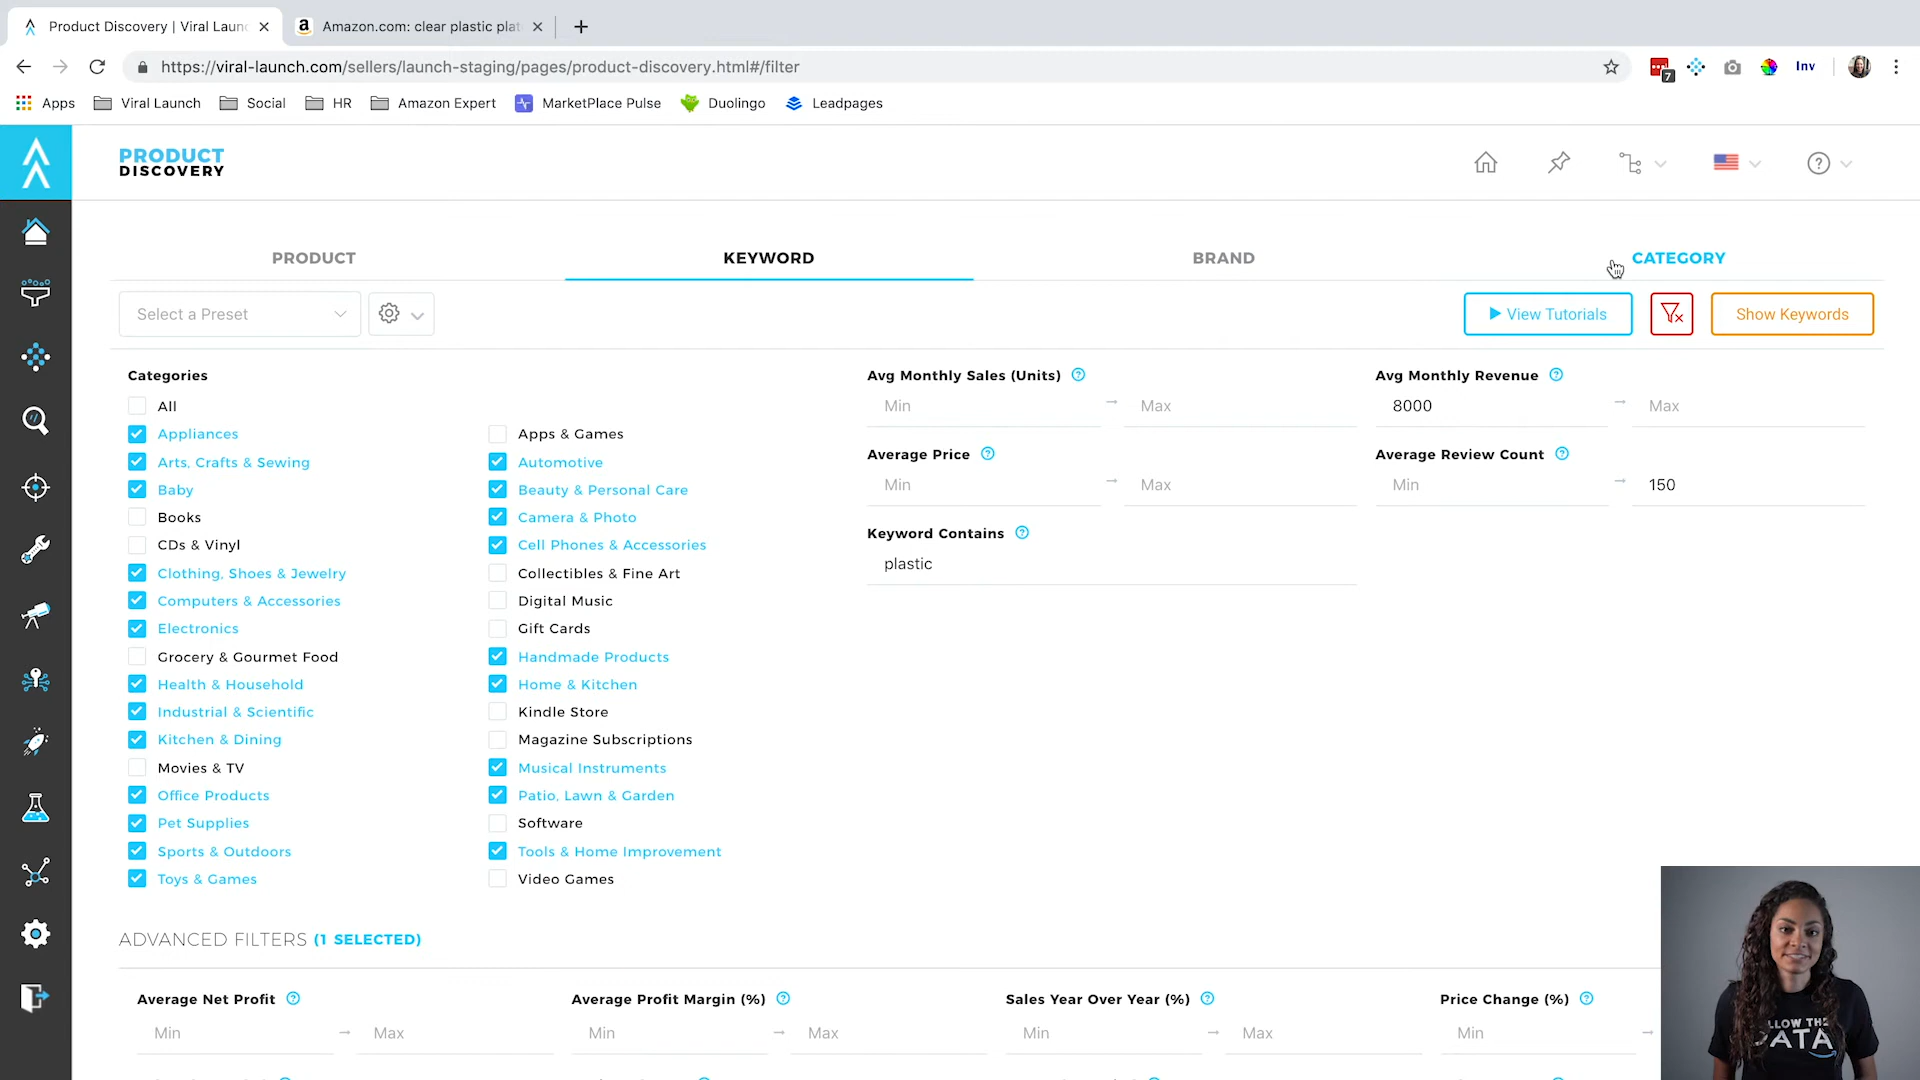 Product Discovery | Viral Laun
Amazon.com: clear plastic plat
https://viral-launch.com/sellers/launch-staging/pages/product-discovery.html#/filter
7
Inv
Apps
Viral Launch
Social
HR
Amazon Expert
MarketPlace Pulse
Duolingo
Leadpages
PRODUCT
DISCOVERY
PRODUCT
KEYWORD
BRAND
CATEGORY
Select a Preset
View Tutorials
Show Keywords
Categories
All
Appliances
Apps & Games
Arts, Crafts & Sewing
Automotive
Baby
Beauty & Personal Care
Books
Camera & Photo
CDs & Vinyl
Cell Phones & Accessories
Clothing, Shoes & Jewelry
Collectibles & Fine Art
Computers & Accessories
Digital Music
Electronics
Gift Cards
Grocery & Gourmet Food
Handmade Products
Health & Household
Home & Kitchen
Industrial & Scientific
Kindle Store
Kitchen & Dining
Magazine Subscriptions
Movies & TV
Musical Instruments
Office Products
Patio, Lawn & Garden
Pet Supplies
Software
Sports & Outdoors
Tools & Home Improvement
Toys & Games
Video Games
Avg Monthly Sales (Units)
Min → Max
Avg Monthly Revenue
8000 → Max
Average Price
Min → Max
Average Review Count
Min → 150
Keyword Contains
plastic
ADVANCED FILTERS (1 SELECTED)
Average Net Profit
Min → Max
Average Profit Margin (%)
Min → Max
Sales Year Over Year (%)
Min → Max
Price Change (%)
Min →
LLOW THE
ATA